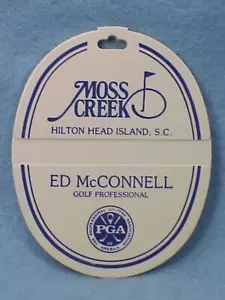 MOSS
CREEK
HILTON HEAD ISLAND, S.C.
ED McCONNELL
GOLF PROFESSIONAL
PGA